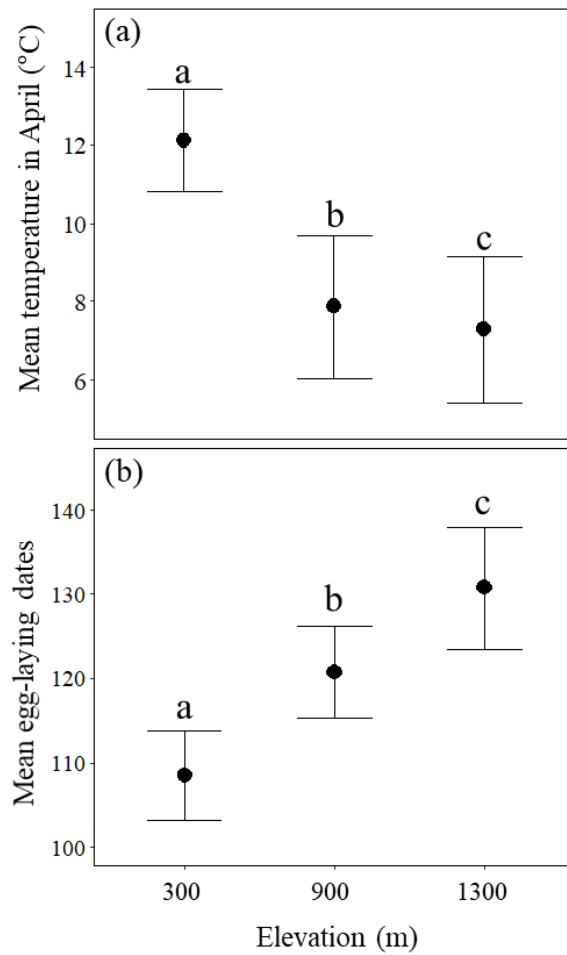 (a)
Mean temperature in April (°C)
14
12
10
8
6
a
b
c
(b)
Mean egg-laying dates
140
130
120
110
100
a
b
c
300 900 1300
Elevation (m)